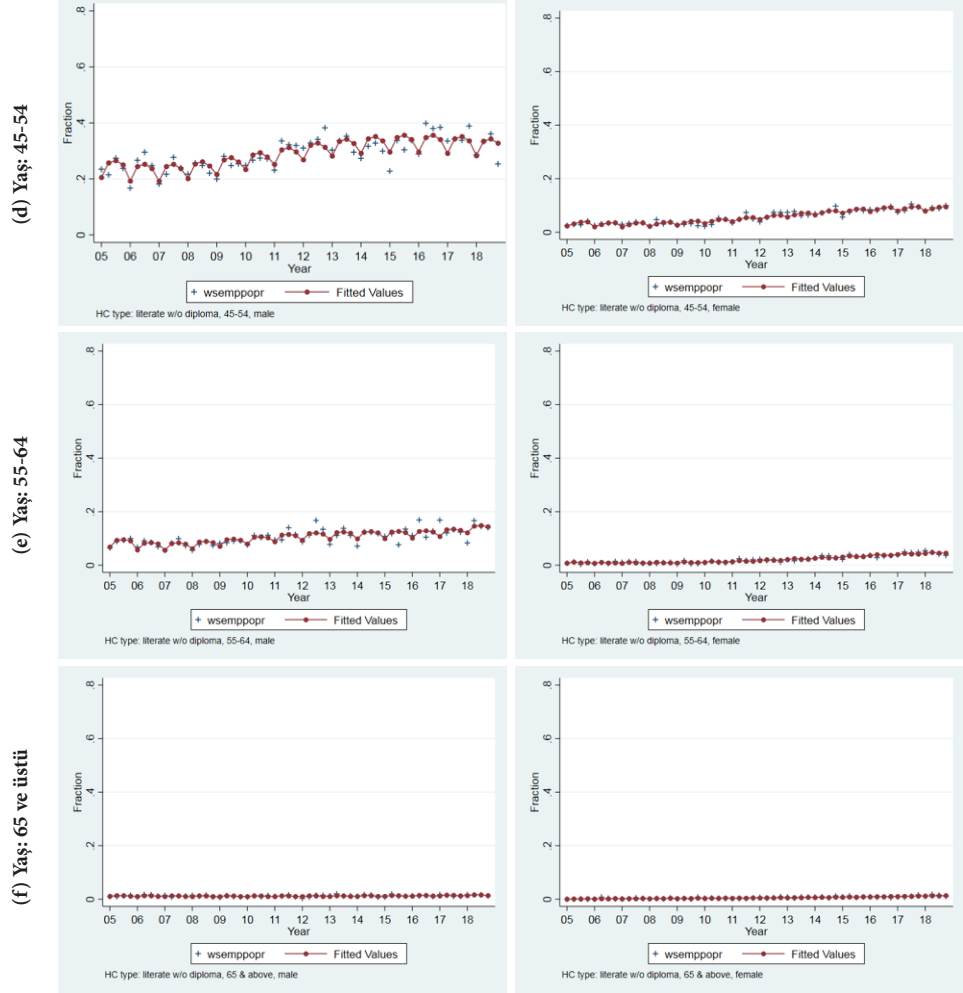 (d) Yaş: 45-54
Fraction
.8
.6
.4
.2
0
05 06 07 08 09 10 11 12 13 14 15 16 17 18
Year
wsemppopr Fitted Values
HC type: literate w/o diploma, 45-54, male
Fraction
.8
.6
.4
.2
0
05 06 07 08 09 10 11 12 13 14 15 16 17 18
Year
wsemppopr Fitted Values
HC type: literate w/o diploma, 45-54, female
(e) Yaş: 55-64
Fraction
.8
.6
.4
.2
0
05 06 07 08 09 10 11 12 13 14 15 16 17 18
Year
wsemppopr Fitted Values
HC type: literate w/o diploma, 55-64, male
Fraction
.8
.6
.4
.2
0
05 06 07 08 09 10 11 12 13 14 15 16 17 18
Year
wsemppopr Fitted Values
HC type: literate w/o diploma, 55-64, female
(f) Yaş: 65 ve üstü
Fraction
.8
.6
.4
.2
0
05 06 07 08 09 10 11 12 13 14 15 16 17 18
Year
wsemppopr Fitted Values
HC type: literate w/o diploma, 65 & above, male
Fraction
.8
.6
.4
.2
0
05 06 07 08 09 10 11 12 13 14 15 16 17 18
Year
wsemppopr Fitted Values
HC type: literate w/o diploma, 65 & above, female